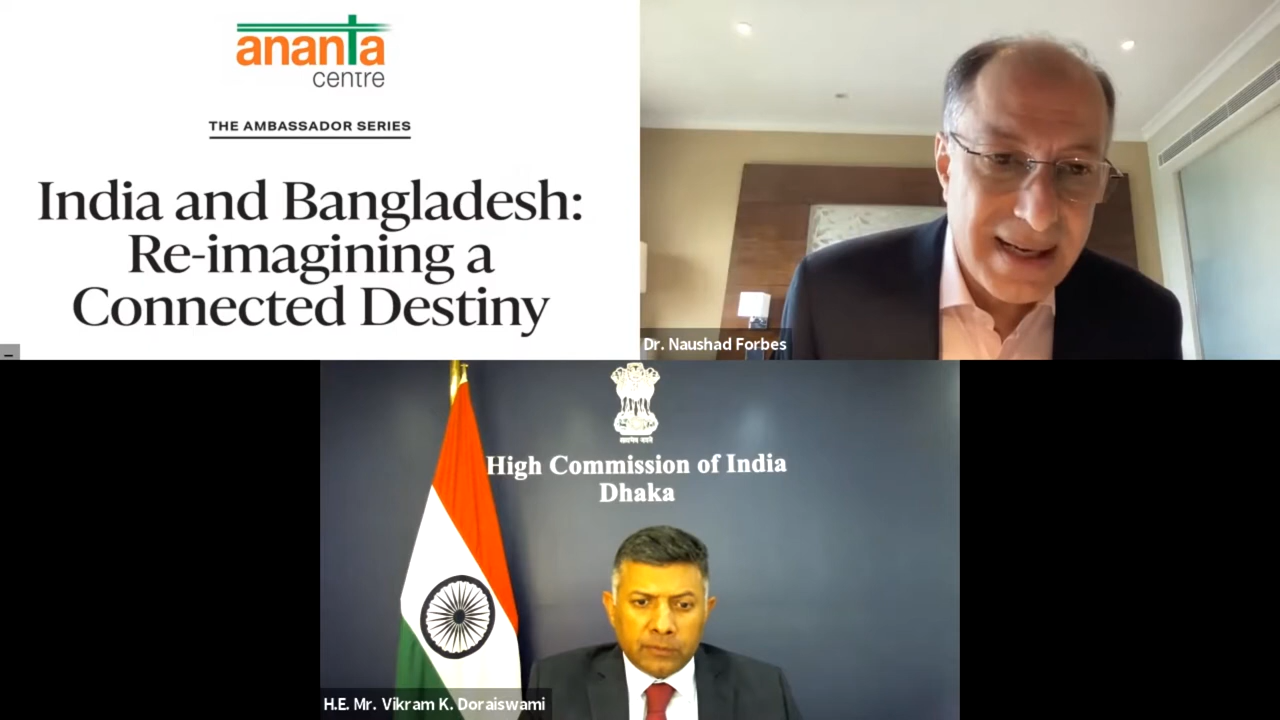 ananta
centre
THE AMBASSADOR SERIES
India and Bangladesh:
Re-imagining a
Connected Destiny
Dr. Naushad Forbes
High Commission of India
Dhaka
H.E. Mr. Vikram K. Doraiswami